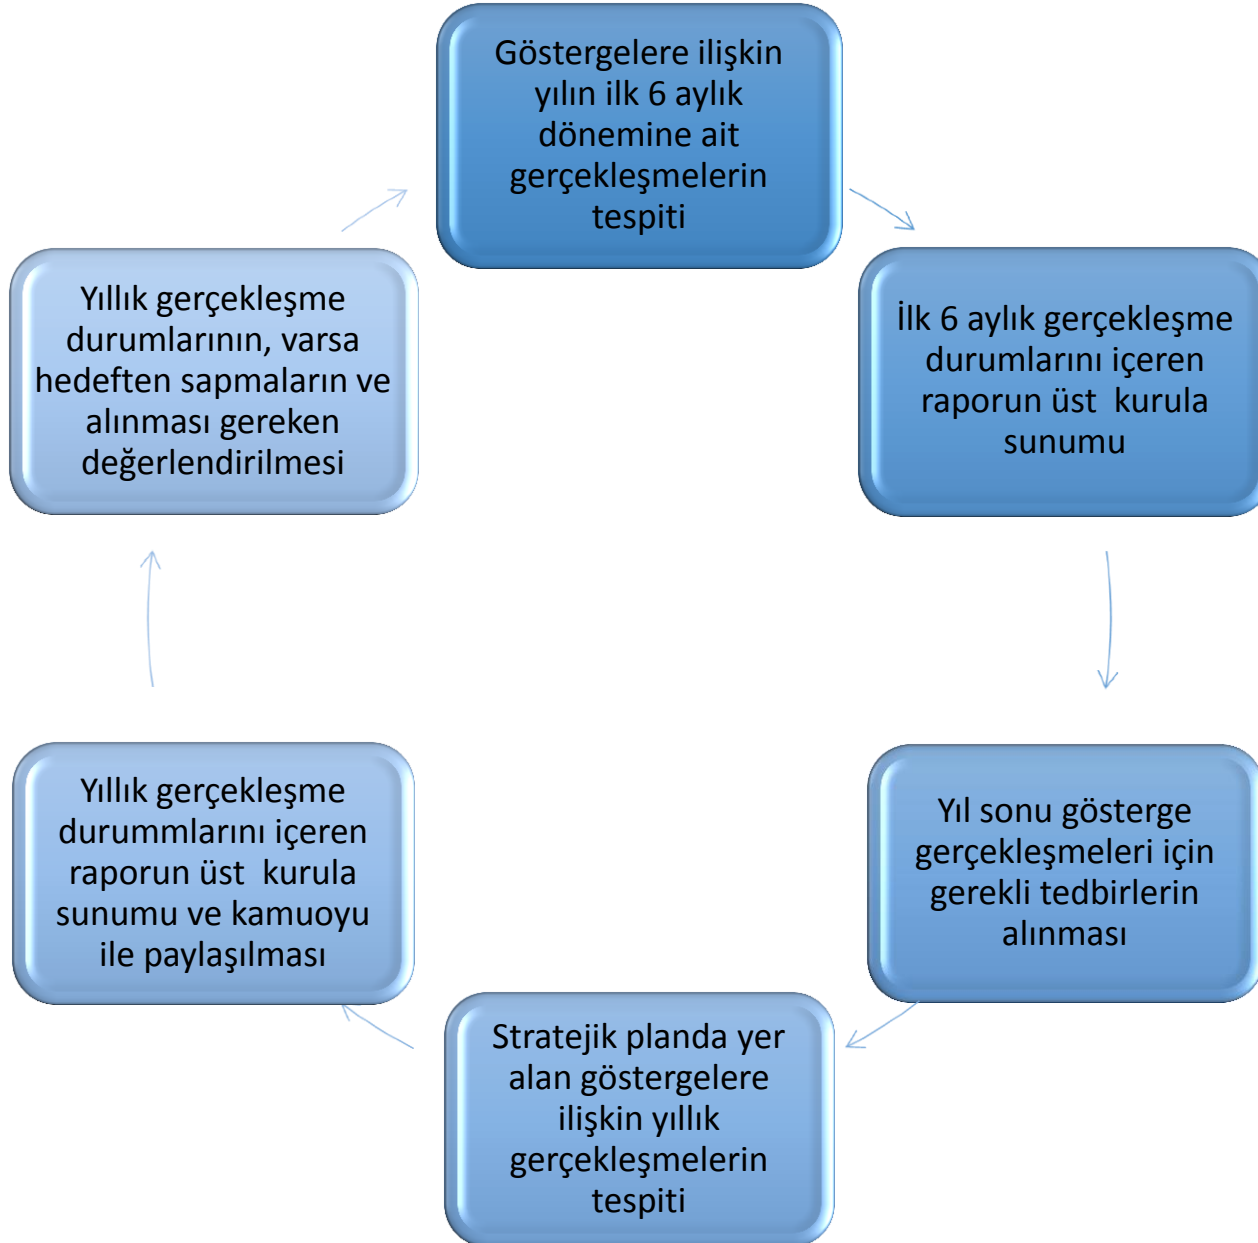 Göstergelere ilişkin
yılın ilk 6 aylık
dönemine ait
gerçekleşmelerin
tespiti
İlk 6 aylık gerçekleşme
durumlarını içeren
raporun üst  kurula
sunumu
Yıl sonu gösterge
gerçekleşmeleri için
gerekli tedbirlerin
alınması
Stratejik planda yer
alan göstergelere
ilişkin yıllık
gerçekleşmelerin
tespiti
Yıllık gerçekleşme
durummlarını içeren
raporun üst  kurula
sunumu ve kamuoyu
ile paylaşılması
Yıllık gerçekleşme
durumlarının, varsa
hedeften sapmaların ve
alınması gereken
değerlendirilmesi